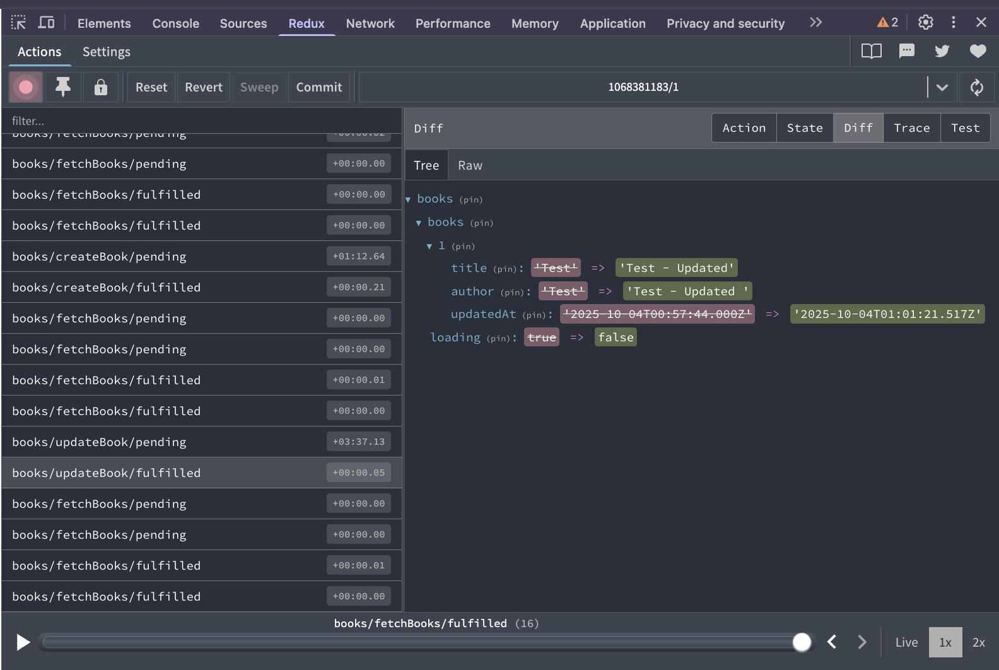 Elements Console Sources Redux Network Performance Memory Application Privacy and security 2
Actions Settings
Reset Revert Sweep Commit 1068381183/1
filter...
books/fetchBooks/pending +00:00.02
books/fetchBooks/pending +00:00.00
books/fetchBooks/fulfilled +00:00.00
books/fetchBooks/fulfilled +00:00.00
books/createBook/pending +01:12.64
books/createBook/fulfilled +00:00.21
books/fetchBooks/pending +00:00.00
books/fetchBooks/pending +00:00.00
books/fetchBooks/fulfilled +00:00.01
books/fetchBooks/fulfilled +00:00.00
books/updateBook/pending +03:37.13
books/updateBook/fulfilled +00:00.05
books/fetchBooks/pending +00:00.00
books/fetchBooks/pending +00:00.00
books/fetchBooks/fulfilled +00:00.01
books/fetchBooks/fulfilled +00:00.00
Diff Action State Diff Trace Test
Tree Raw
books (pin)
books (pin)
1 (pin)
title (pin): 'Test' => 'Test - Updated'
author (pin): 'Test' => 'Test - Updated '
updatedAt (pin): '2025-10-04T00:57:44.000Z' => '2025-10-04T01:01:21.517Z'
loading (pin): true => false
books/fetchBooks/fulfilled (16)
Live 1x 2x